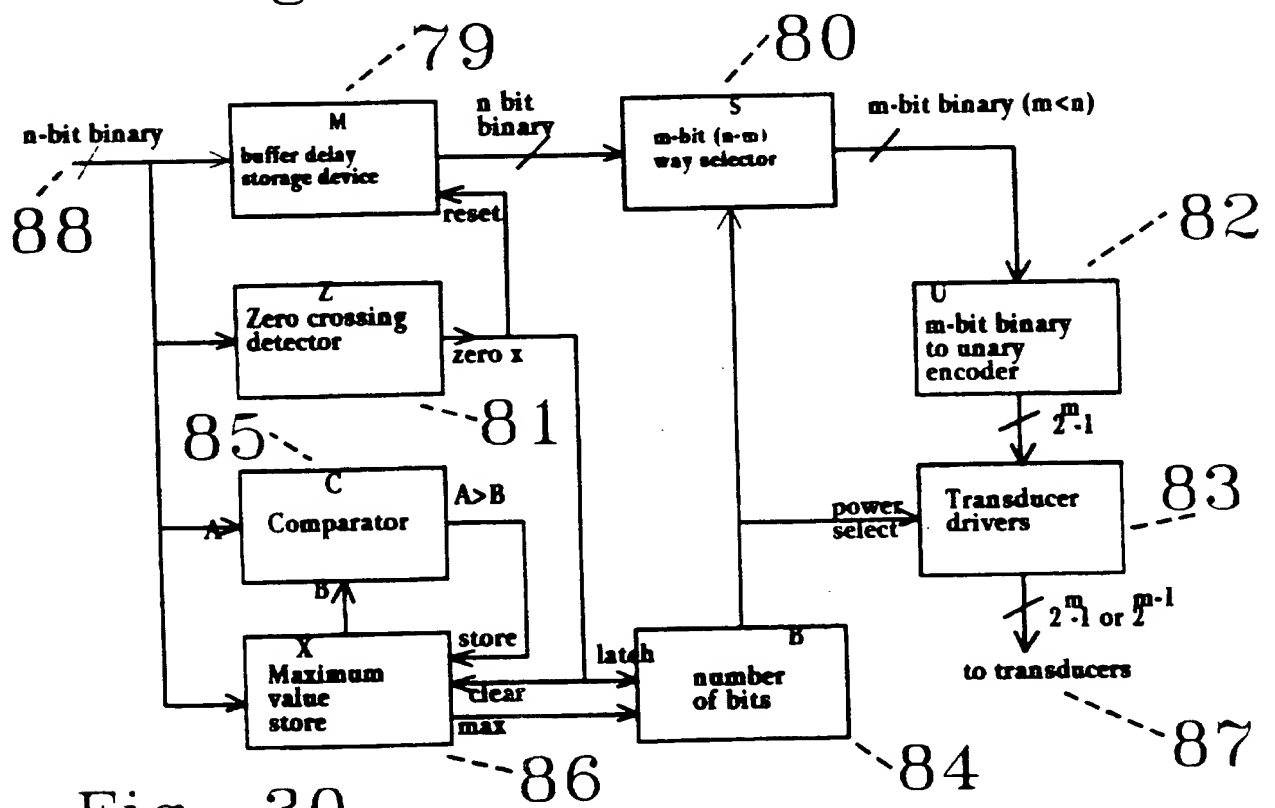 79
80
n-bit binary
M
buffer delay
storage device
n bit
binary
S
m-bit (n-m)
way selector
m-bit binary (m<n)
88
reset
82
Z
Zero crossing
detector
zero x
U
m-bit binary
to unary
encoder
81
2^m-1
85
C
Comparator
A
A>B
B
power
select
Transducer
drivers
83
2^m-1 or 2^m-1
to transducers
X
Maximum
value
store
store
clear
max
latch
B
number
of bits
86
84
87
Fig. 30